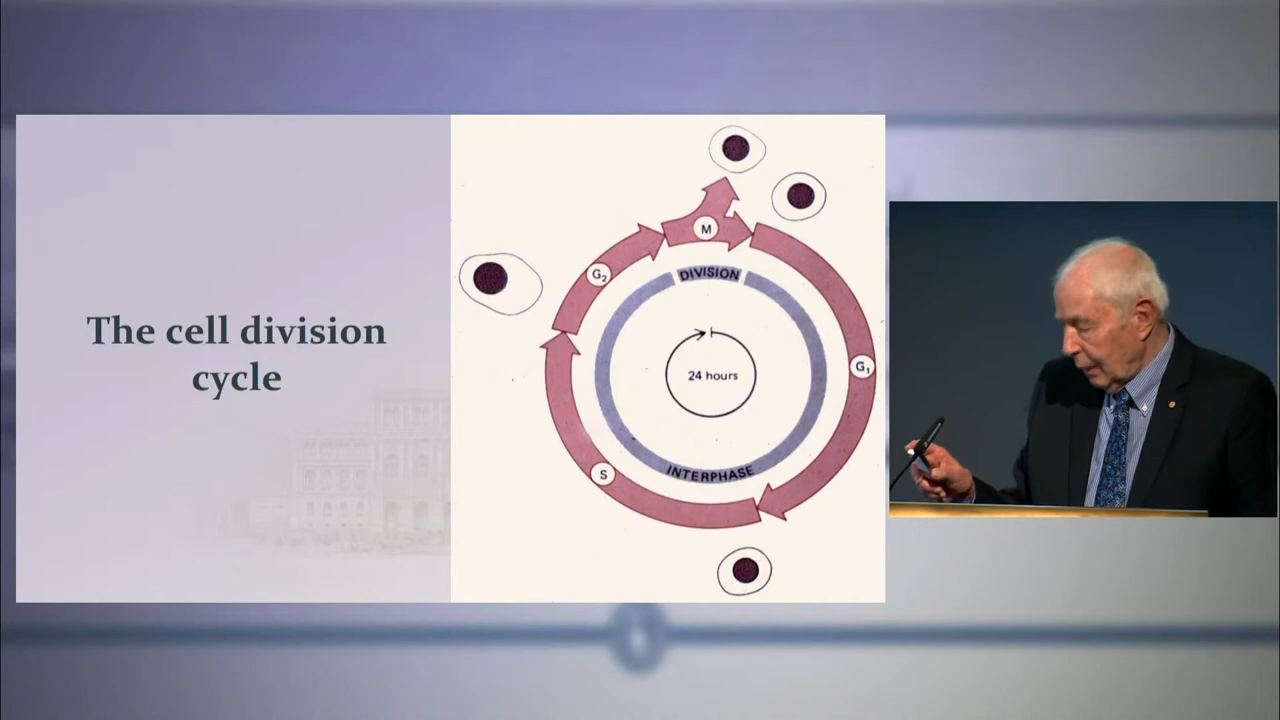 The cell division
cycle
M
G₂
DIVISION
24 hours
G₁
S
INTERPHASE